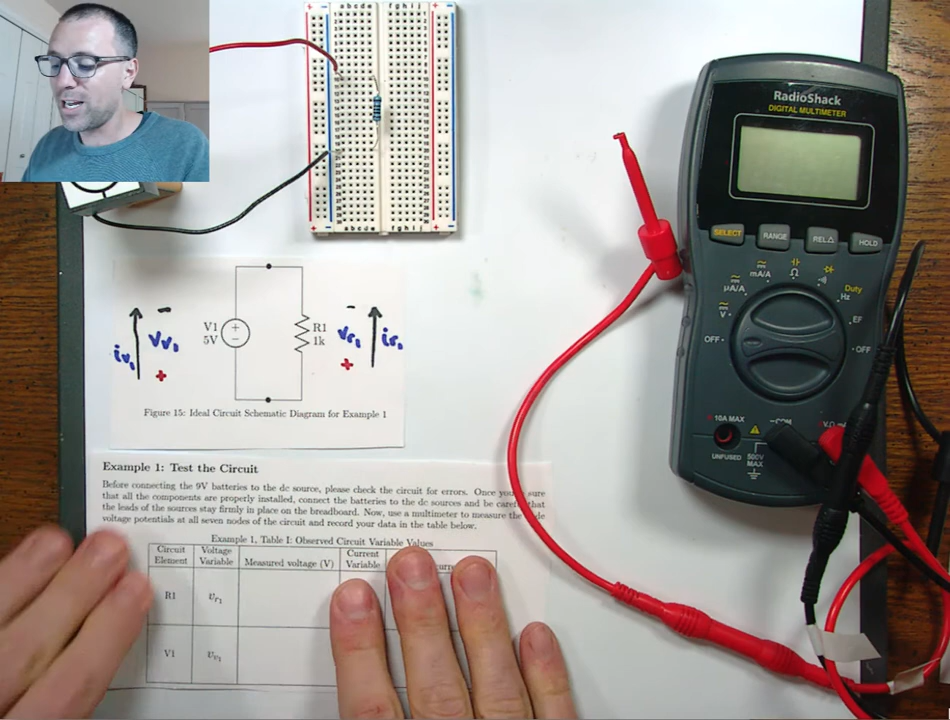 a b c d e f g h i j
a b c d e f g h i j
RadioShack
DIGITAL MULTIMETER
SELECT
RANGE
REL△
HOLD
mA/A
Ω
μA/A
Duty
Hz
V
EF
OFF
OFF
10A MAX
COM
UNFUSED
500V
MAX
V1
5V
+
−
R1
1k
−
+
iv₁
vv₁
−
+
vr₁
ir₁
Figure 15: Ideal Circuit Schematic Diagram for Example 1
Example 1: Test the Circuit
Before connecting the 9V batteries to the dc source, please check the circuit for errors. Once you sure
that all the components are properly installed, connect the batteries to the dc sources and be careful that
the leads of the sources stay firmly in place on the breadboard. Now, use a multimeter to measure the
voltage potentials at all seven nodes of the circuit and record your data in the table below.
Example 1, Table I: Observed Circuit Variable Values
Circuit Element
Voltage Variable
Measured voltage (V)
Current Variable
R1
vr₁
V1
vv₁